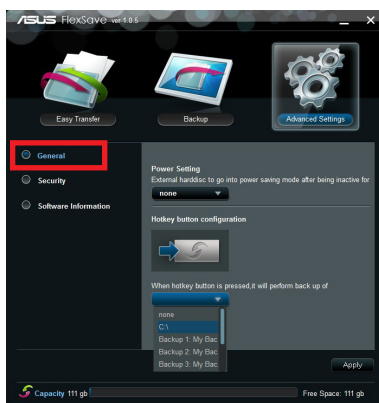 ASUS FlexSave ver 1.0.5
Easy Transfer
Backup
Advanced Settings
General
Security
Software Information
Power Setting
External harddisc to go into power saving mode after being inactive for
none
Hotkey button configuration
When hotkey button is pressed,it will perform back up of
none
C:\
Backup 1: My Bac
Backup 2: My Bac
Backup 3: My Bac
Apply
Capacity 111 gb
Free Space: 111 gb